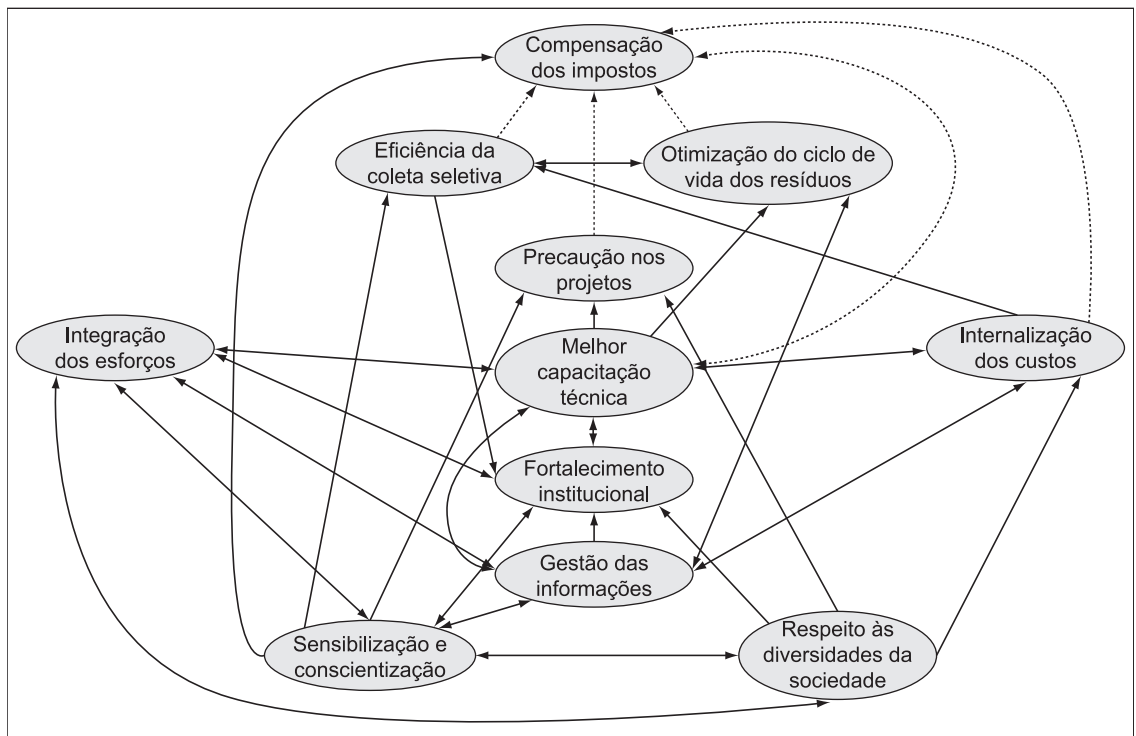 Compensação
dos impostos
Eficiência da
coleta seletiva
Otimização do ciclo de
vida dos resíduos
Precaução nos
projetos
Integração
dos esforços
Melhor
capacitação
técnica
Internalização
dos custos
Fortalecimento
institucional
Gestão das
informações
Sensibilização e
conscientização
Respeito às
diversidades da
sociedade